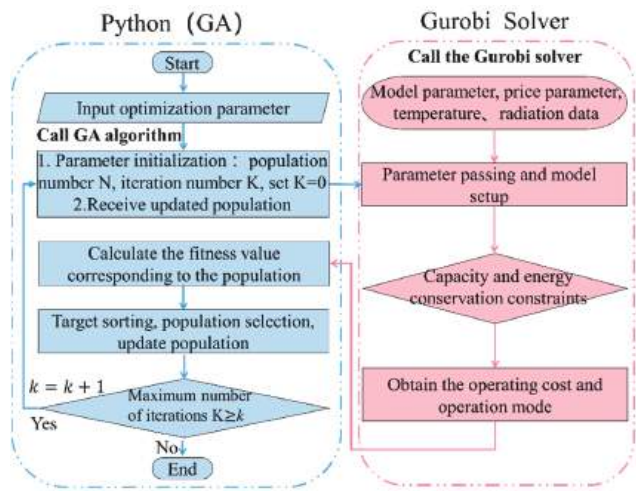 Python (GA)
Start
Input optimization parameter
Call GA algorithm
1. Parameter initialization： population
number N, iteration number K, set K=0
2.Receive updated population
Calculate the fitness value
corresponding to the population
Target sorting, population selection,
update population
k = k + 1
Maximum number
of iterations K≥k
Yes
No
End
Gurobi Solver
Call the Gurobi solver
Model parameter, price parameter,
temperature、radiation data
Parameter passing and model
setup
Capacity and energy
conservation constraints
Obtain the operating cost and
operation mode